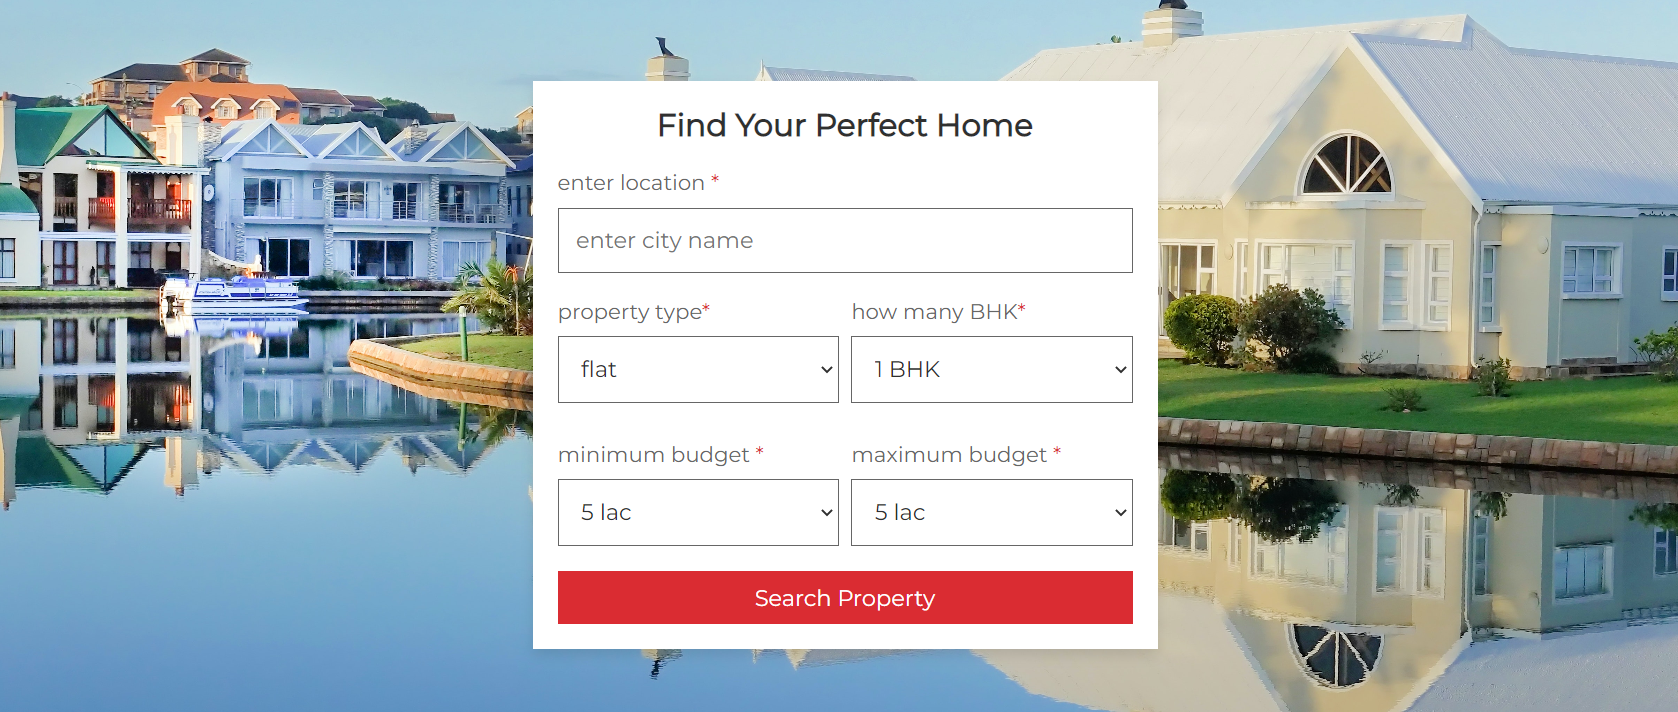 Find Your Perfect Home
enter location *
enter city name
property type*
how many BHK*
flat
1 BHK
minimum budget *
maximum budget *
5 lac
5 lac
Search Property